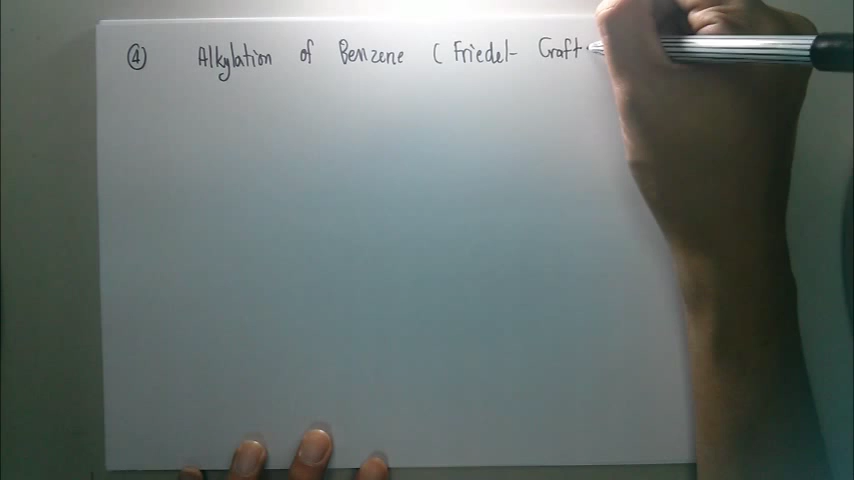 ④ Alkylation of Benzene ( Friedel- Craft